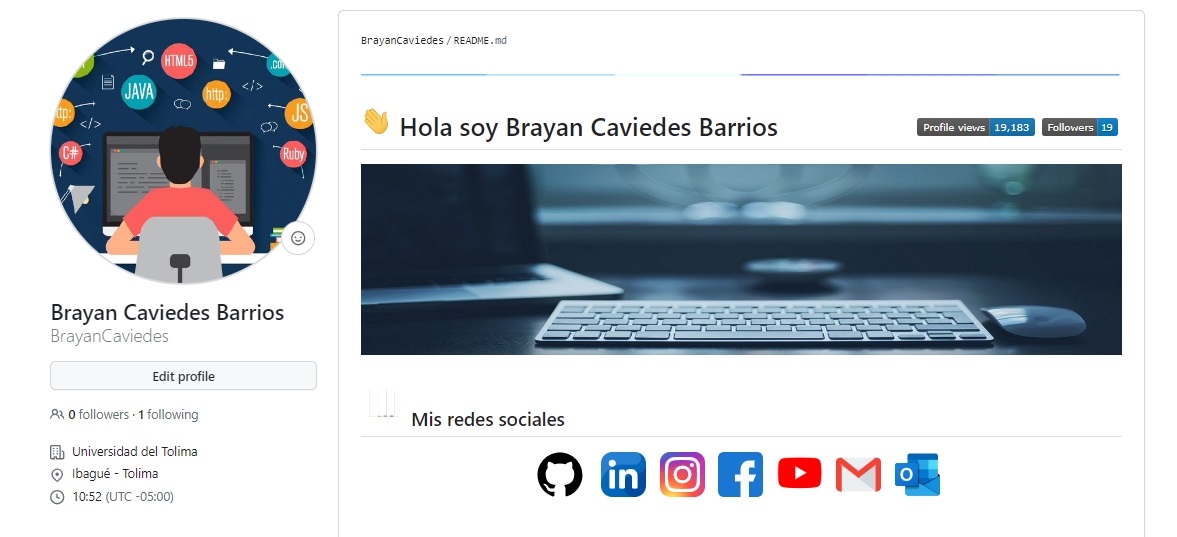 HTML5
.co
JAVA
http:
ttp:
JS
</>
</>
C#
Ruby
Brayan Caviedes Barrios
BrayanCaviedes
Edit profile
0 followers · 1 following
Universidad del Tolima
Ibagué - Tolima
10:52 (UTC -05:00)
BrayanCaviedes / README.md
👋 Hola soy Brayan Caviedes Barrios
Profile views 19,183
Followers 19
Mis redes sociales
in
f
O